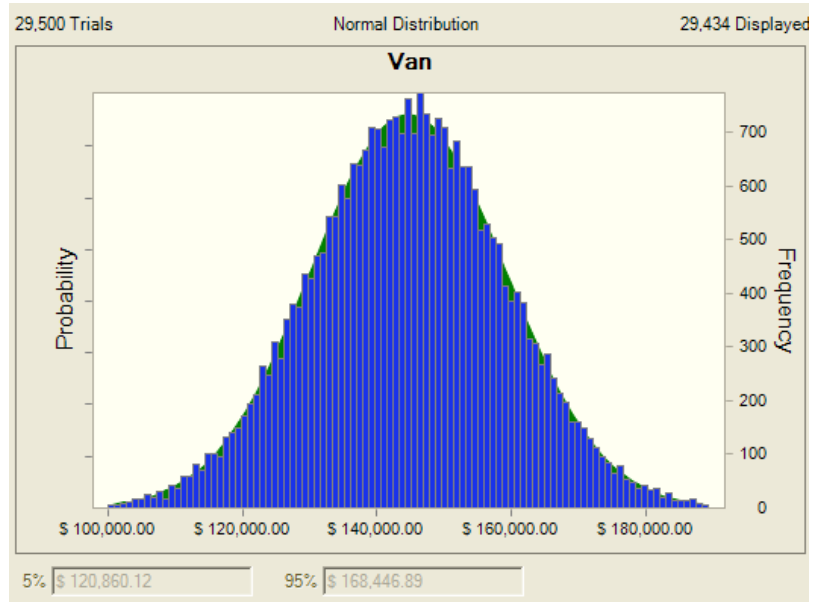 29,500 Trials Normal Distribution 29,434 Displayed
Van
Probability
Frequency
700
600
500
400
300
200
100
0
$ 100,000.00 $ 120,000.00 $ 140,000.00 $ 160,000.00 $ 180,000.00
5% $ 120,860.12 95% $ 168,446.89